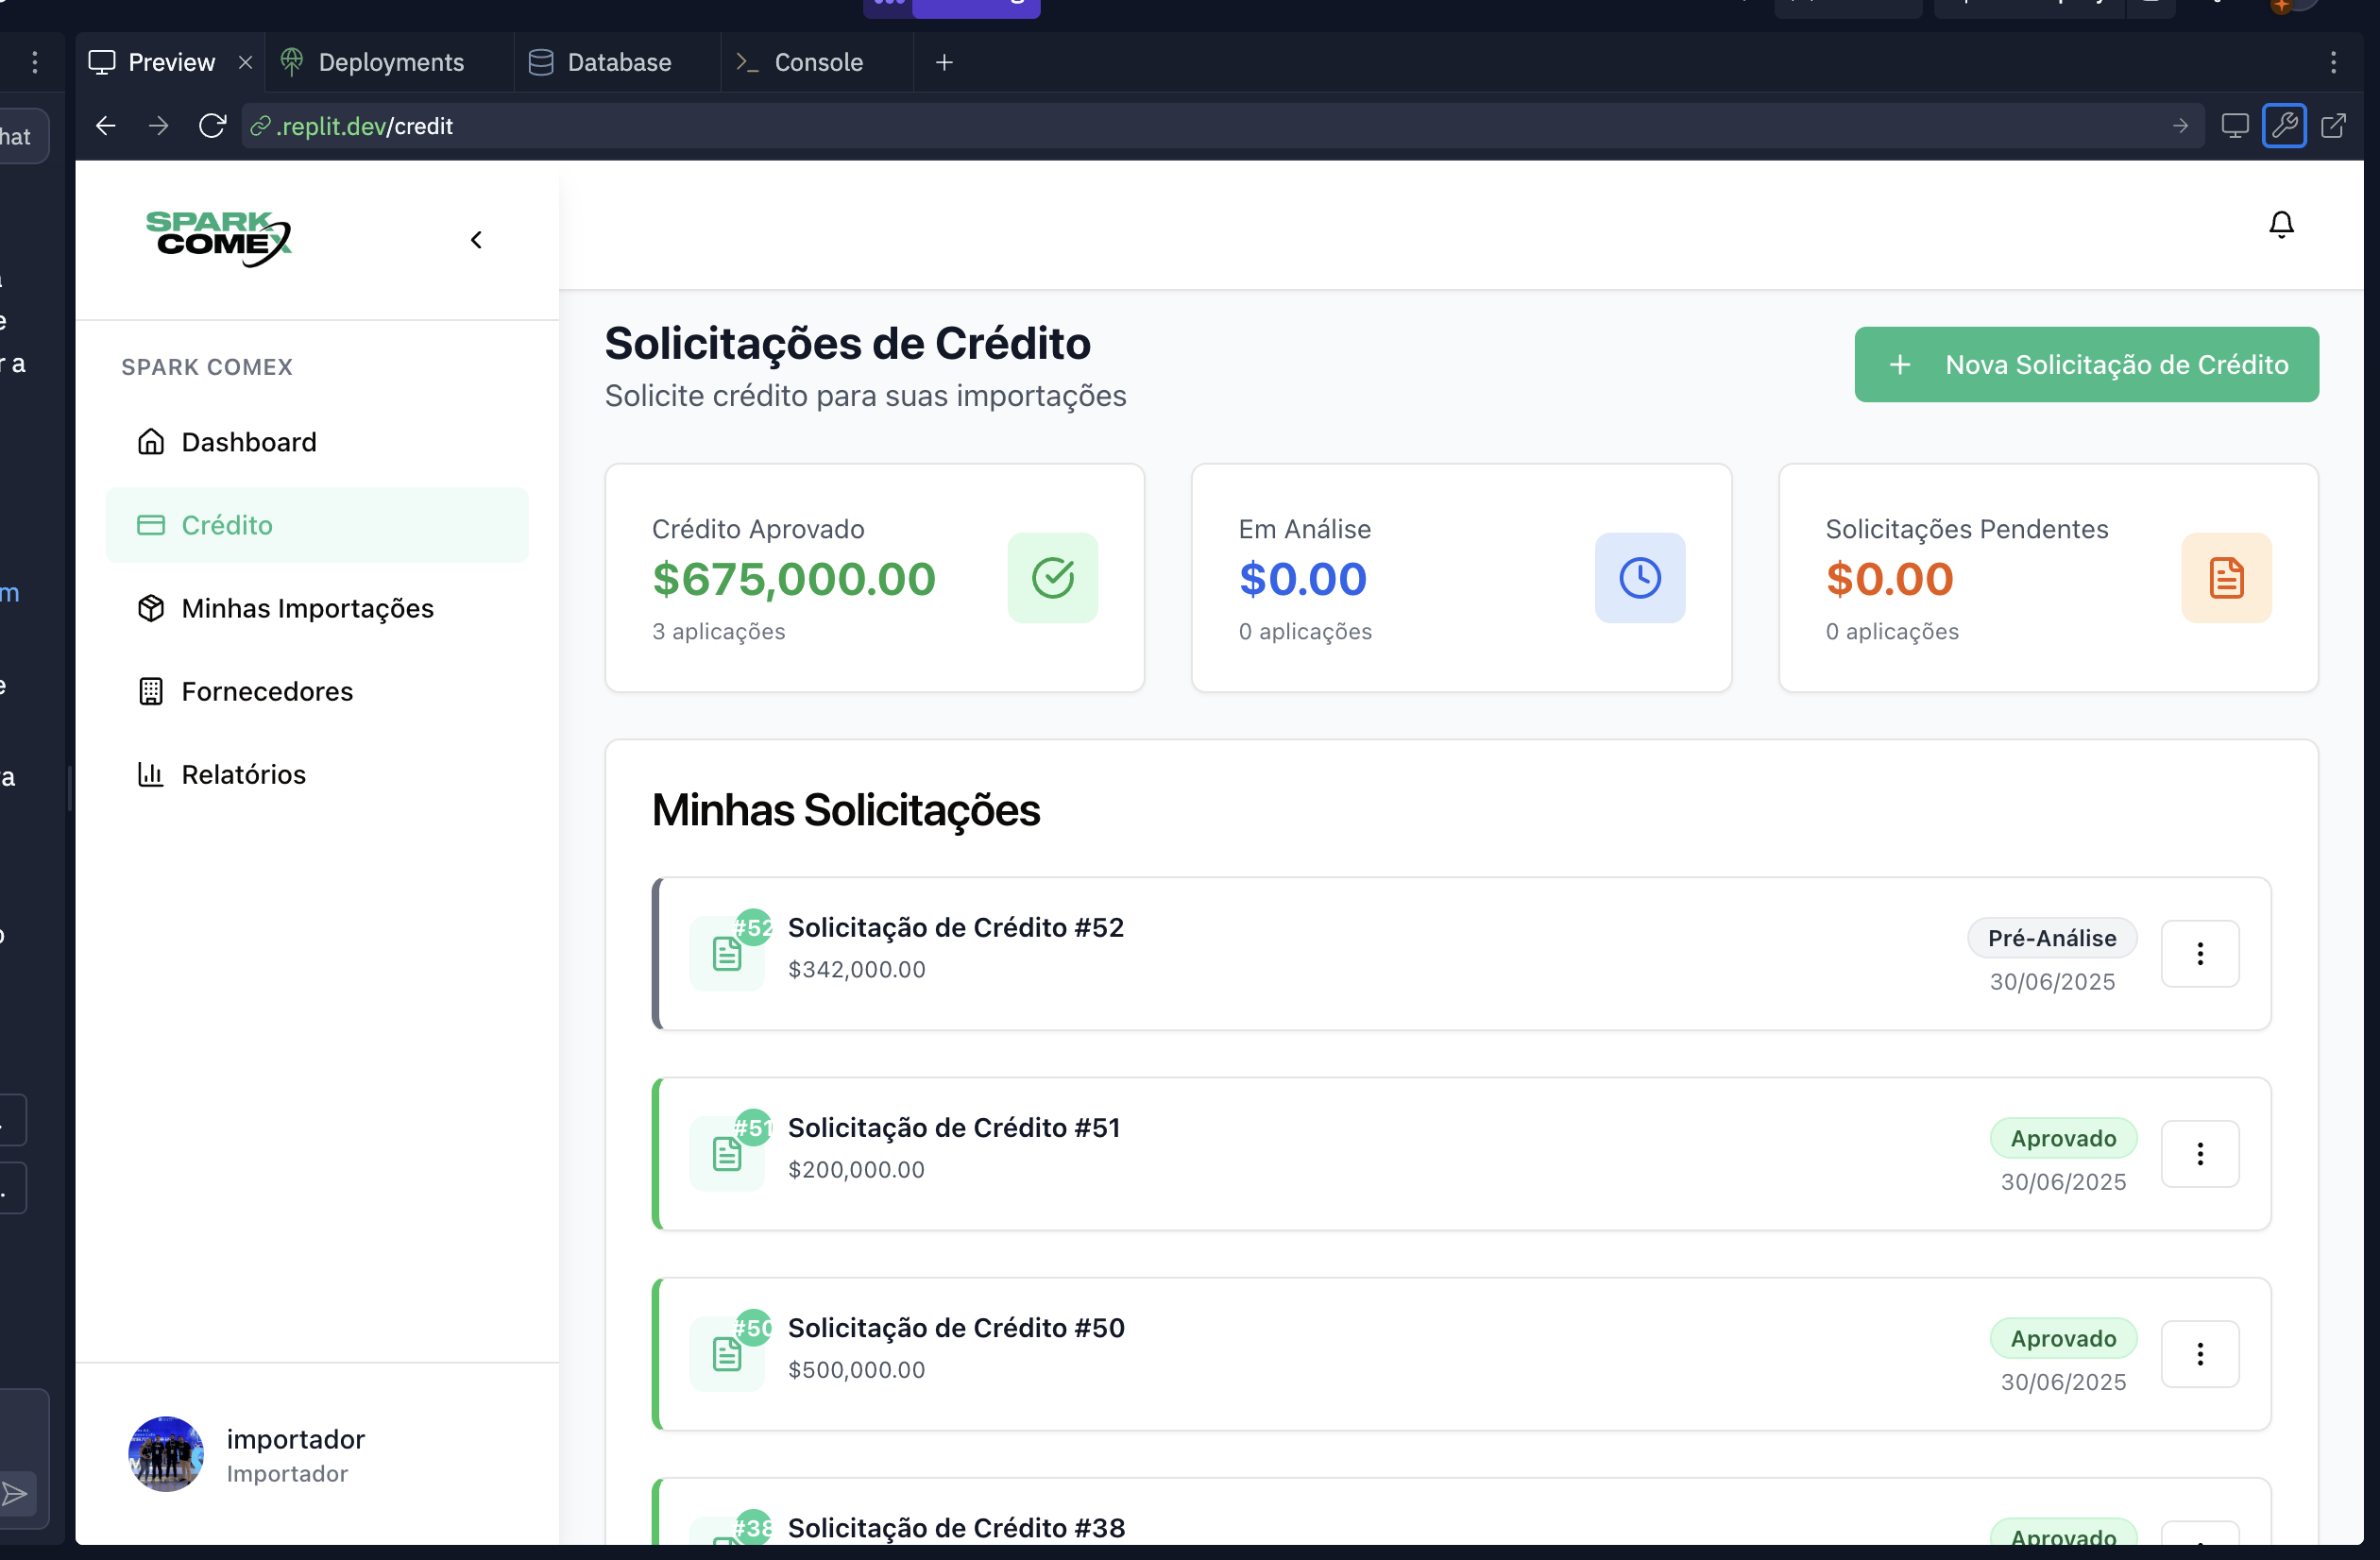 Preview
Deployments
Database
Console
hat
.replit.dev/credit
SPARK
COMEX
Solicitações de Crédito
Solicite crédito para suas importações
Nova Solicitação de Crédito
SPARK COMEX
Dashboard
Crédito
Minhas Importações
Fornecedores
Relatórios
Crédito Aprovado
$675,000.00
3 aplicações
Em Análise
$0.00
0 aplicações
Solicitações Pendentes
$0.00
0 aplicações
Minhas Solicitações
#52
Solicitação de Crédito #52
$342,000.00
Pré-Análise
30/06/2025
#51
Solicitação de Crédito #51
$200,000.00
Aprovado
30/06/2025
#50
Solicitação de Crédito #50
$500,000.00
Aprovado
30/06/2025
#38
Solicitação de Crédito #38
Aprovado
importador
Importador